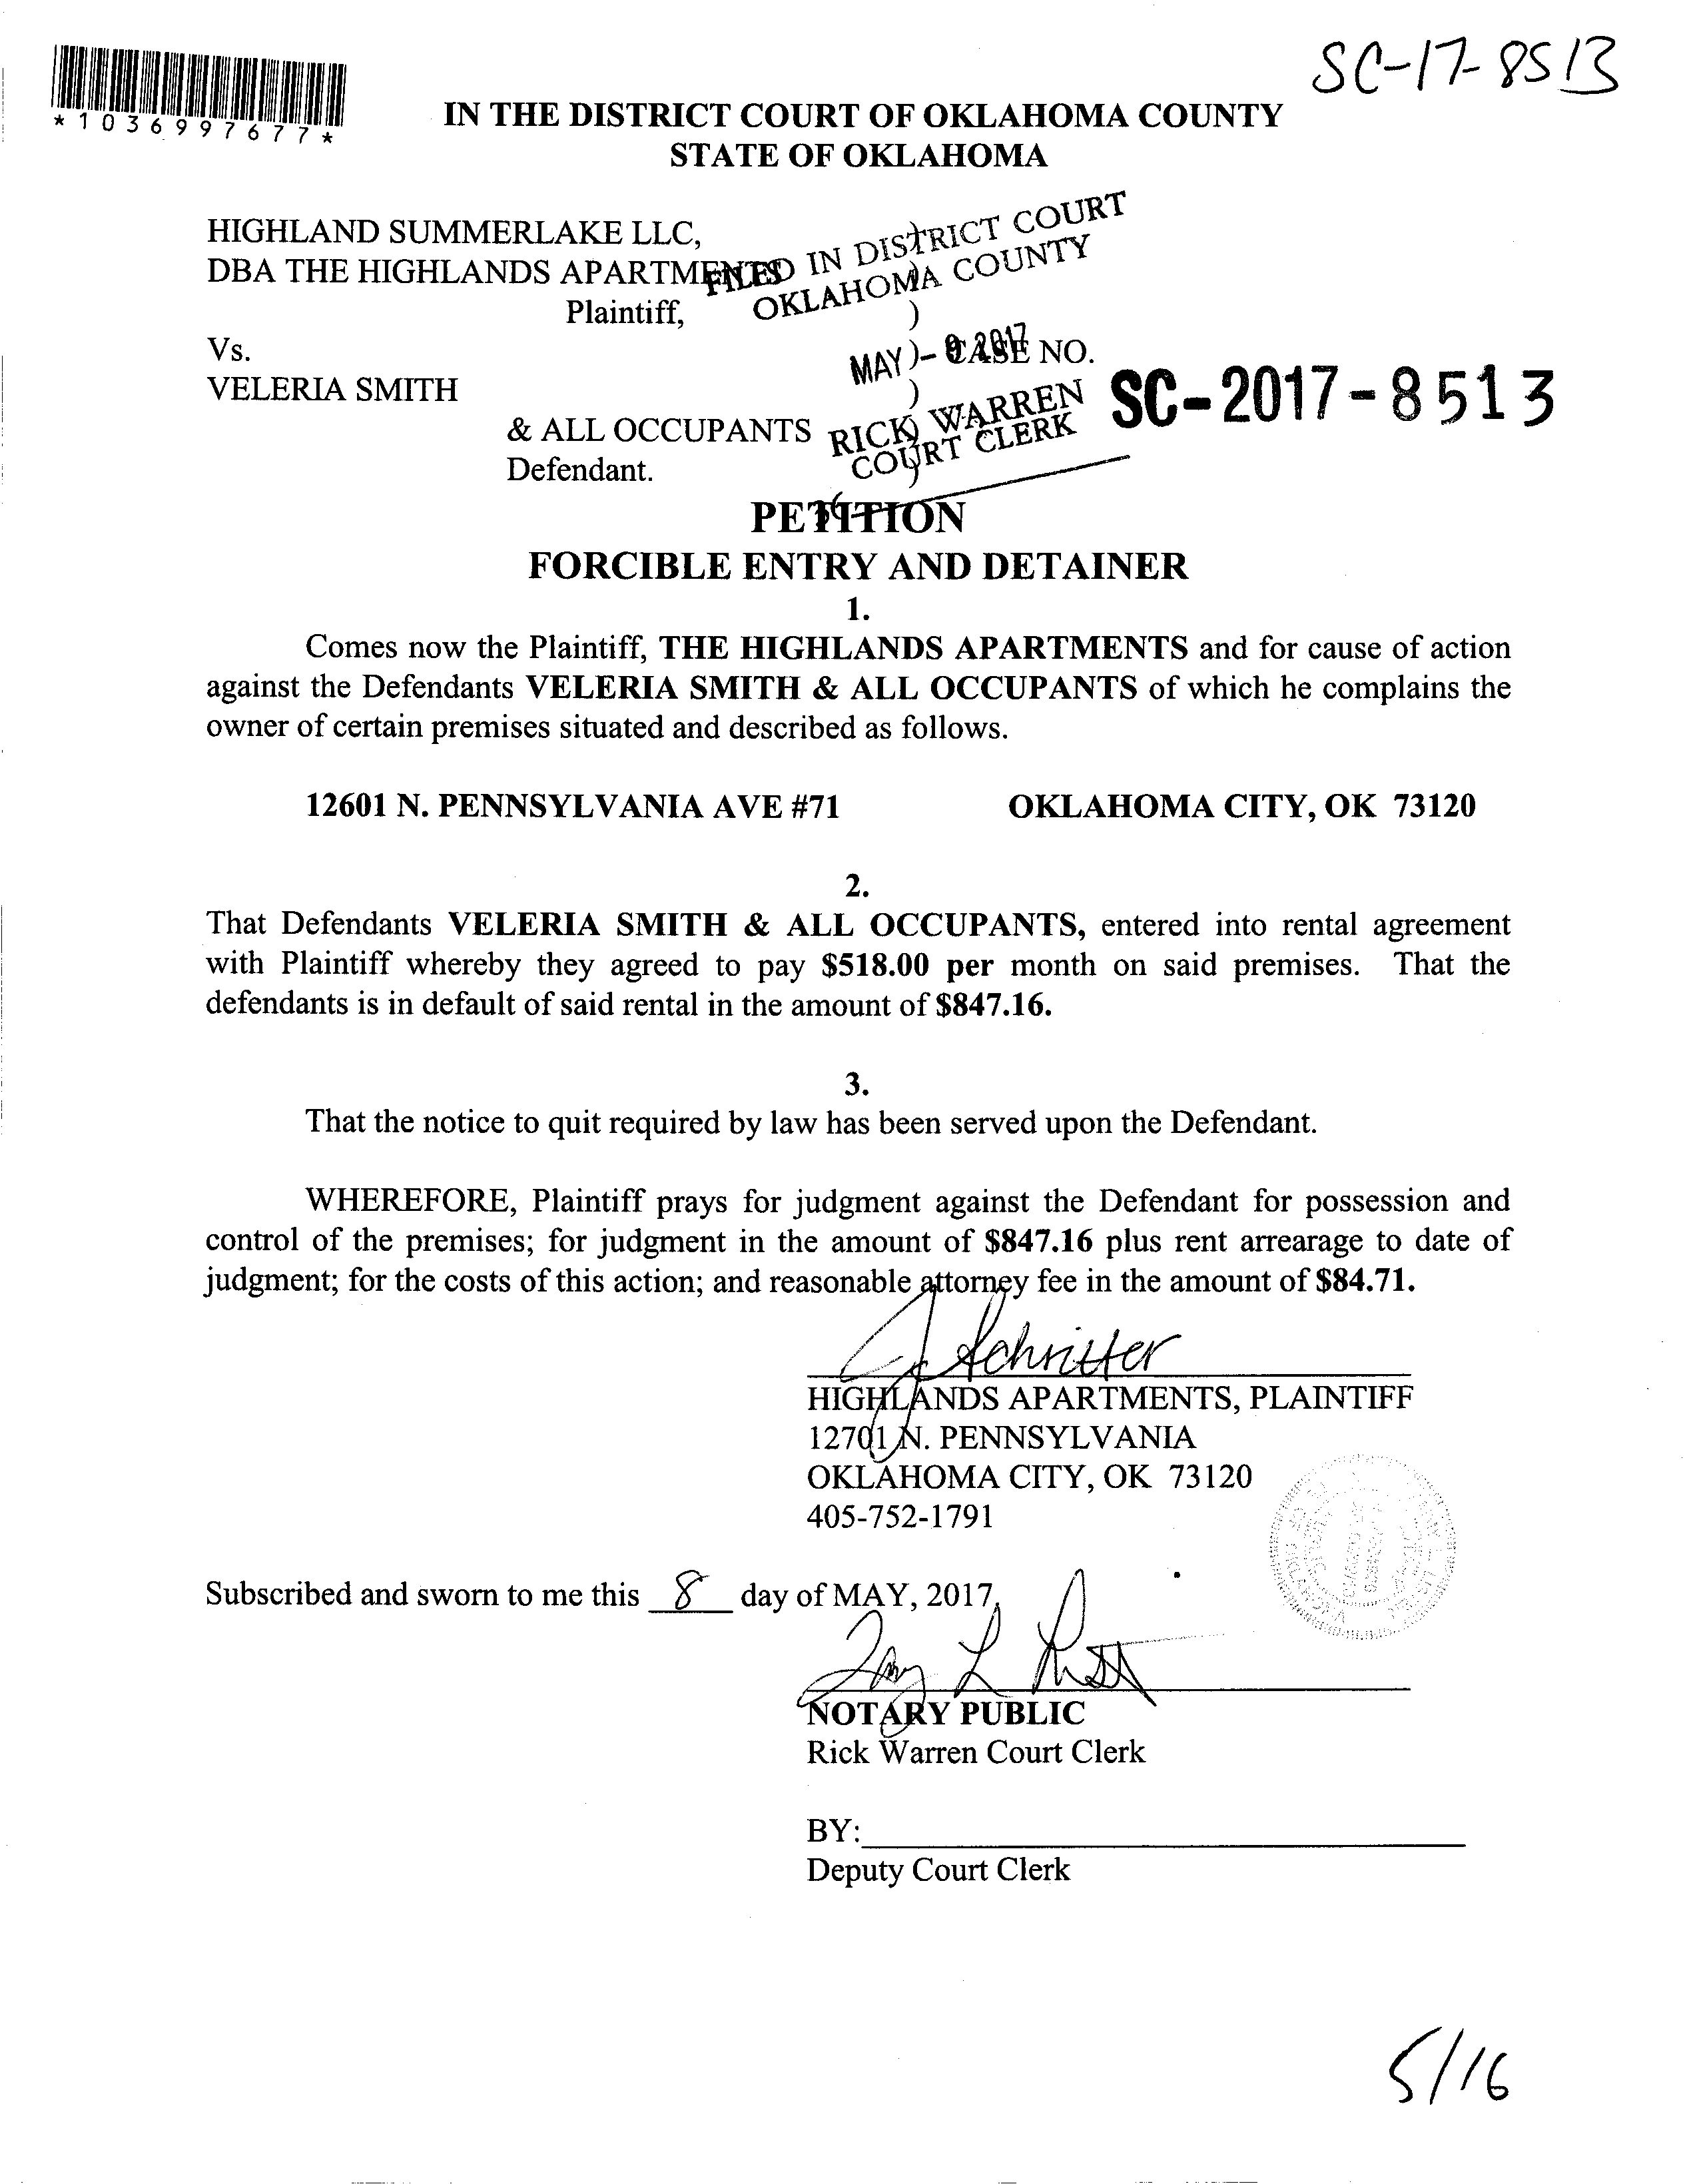 SC-17-8513
*1036997677*
IN THE DISTRICT COURT OF OKLAHOMA COUNTY
STATE OF OKLAHOMA
HIGHLAND SUMMERLAKE LLC, )
DBA THE HIGHLANDS APARTMENTS )
Plaintiff, )
FILED IN DISTRICT COURT
OKLAHOMA COUNTY
Vs. ) CASE NO.
MAY - 9 2017
VELERIA SMITH )
SC-2017-8513
& ALL OCCUPANTS )
Defendant. )
RICK WARREN
COURT CLERK
PETITION
FORCIBLE ENTRY AND DETAINER
1.
Comes now the Plaintiff, THE HIGHLANDS APARTMENTS and for cause of action
against the Defendants VELERIA SMITH & ALL OCCUPANTS of which he complains the
owner of certain premises situated and described as follows.
12601 N. PENNSYLVANIA AVE #71 OKLAHOMA CITY, OK 73120
2.
That Defendants VELERIA SMITH & ALL OCCUPANTS, entered into rental agreement
with Plaintiff whereby they agreed to pay $518.00 per month on said premises. That the
defendants is in default of said rental in the amount of $847.16.
3.
That the notice to quit required by law has been served upon the Defendant.
WHEREFORE, Plaintiff prays for judgment against the Defendant for possession and
control of the premises; for judgment in the amount of $847.16 plus rent arrearage to date of
judgment; for the costs of this action; and reasonable attorney fee in the amount of $84.71.
Schritter
HIGHLANDS APARTMENTS, PLAINTIFF
12701 N. PENNSYLVANIA
OKLAHOMA CITY, OK 73120
405-752-1791
Subscribed and sworn to me this 8 day of MAY, 2017,
NOTARY PUBLIC
Rick Warren Court Clerk
BY:
Deputy Court Clerk
5/16